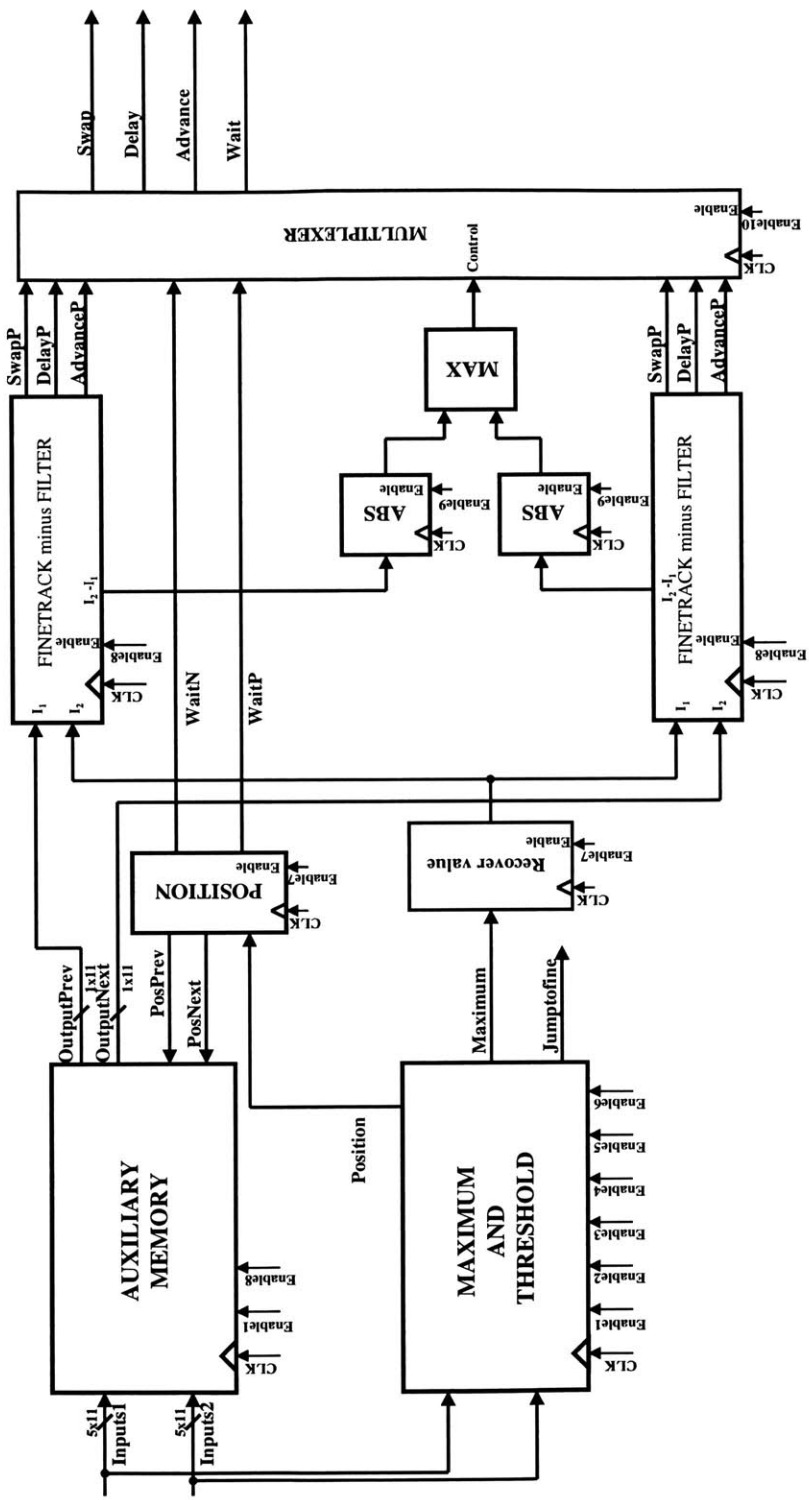 5x11
Inputs1
5x11
Inputs2
AUXILIARY
MEMORY
CLK
Enable1
Enable8
OutputPrev
1x11
OutputNext
1x11
PosPrev
PosNext
Position
MAXIMUM
AND
THRESHOLD
CLK
Enable1
Enable2
Enable3
Enable4
Enable5
Enable6
Maximum
Jumptofine
POSITION
Enable
CLK
Enable7
Recover value
Enable
CLK
Enable7
WaitN
WaitP
FINETRACK minus FILTER
I1
I2
I2 -I1
Enable
CLK
Enable8
SwapP
DelayP
AdvanceP
ABS
Enable
CLK
Enable9
ABS
Enable
CLK
Enable9
MAX
FINETRACK minus FILTER
I1
I2
I2 -I1
Enable
CLK
Enable8
SwapP
DelayP
AdvanceP
MULTIPLEXER
Control
Enable
CLK
Enable10
Swap
Delay
Advance
Wait